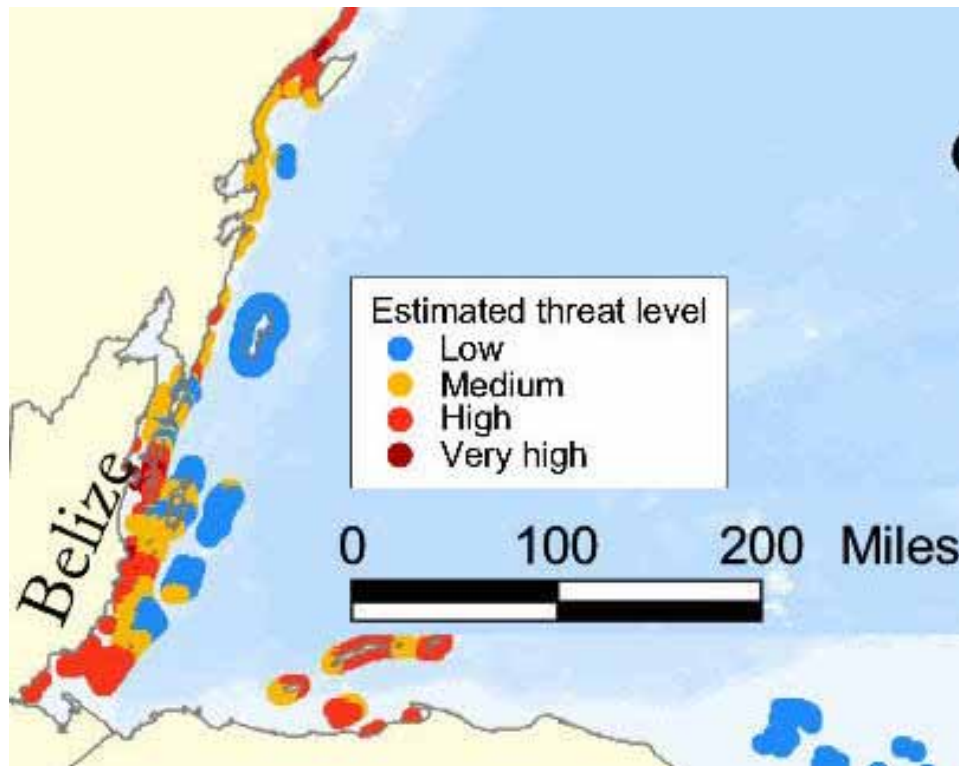 Estimated threat level
Low
Medium
High
Very high
Belize
0 100 200 Miles